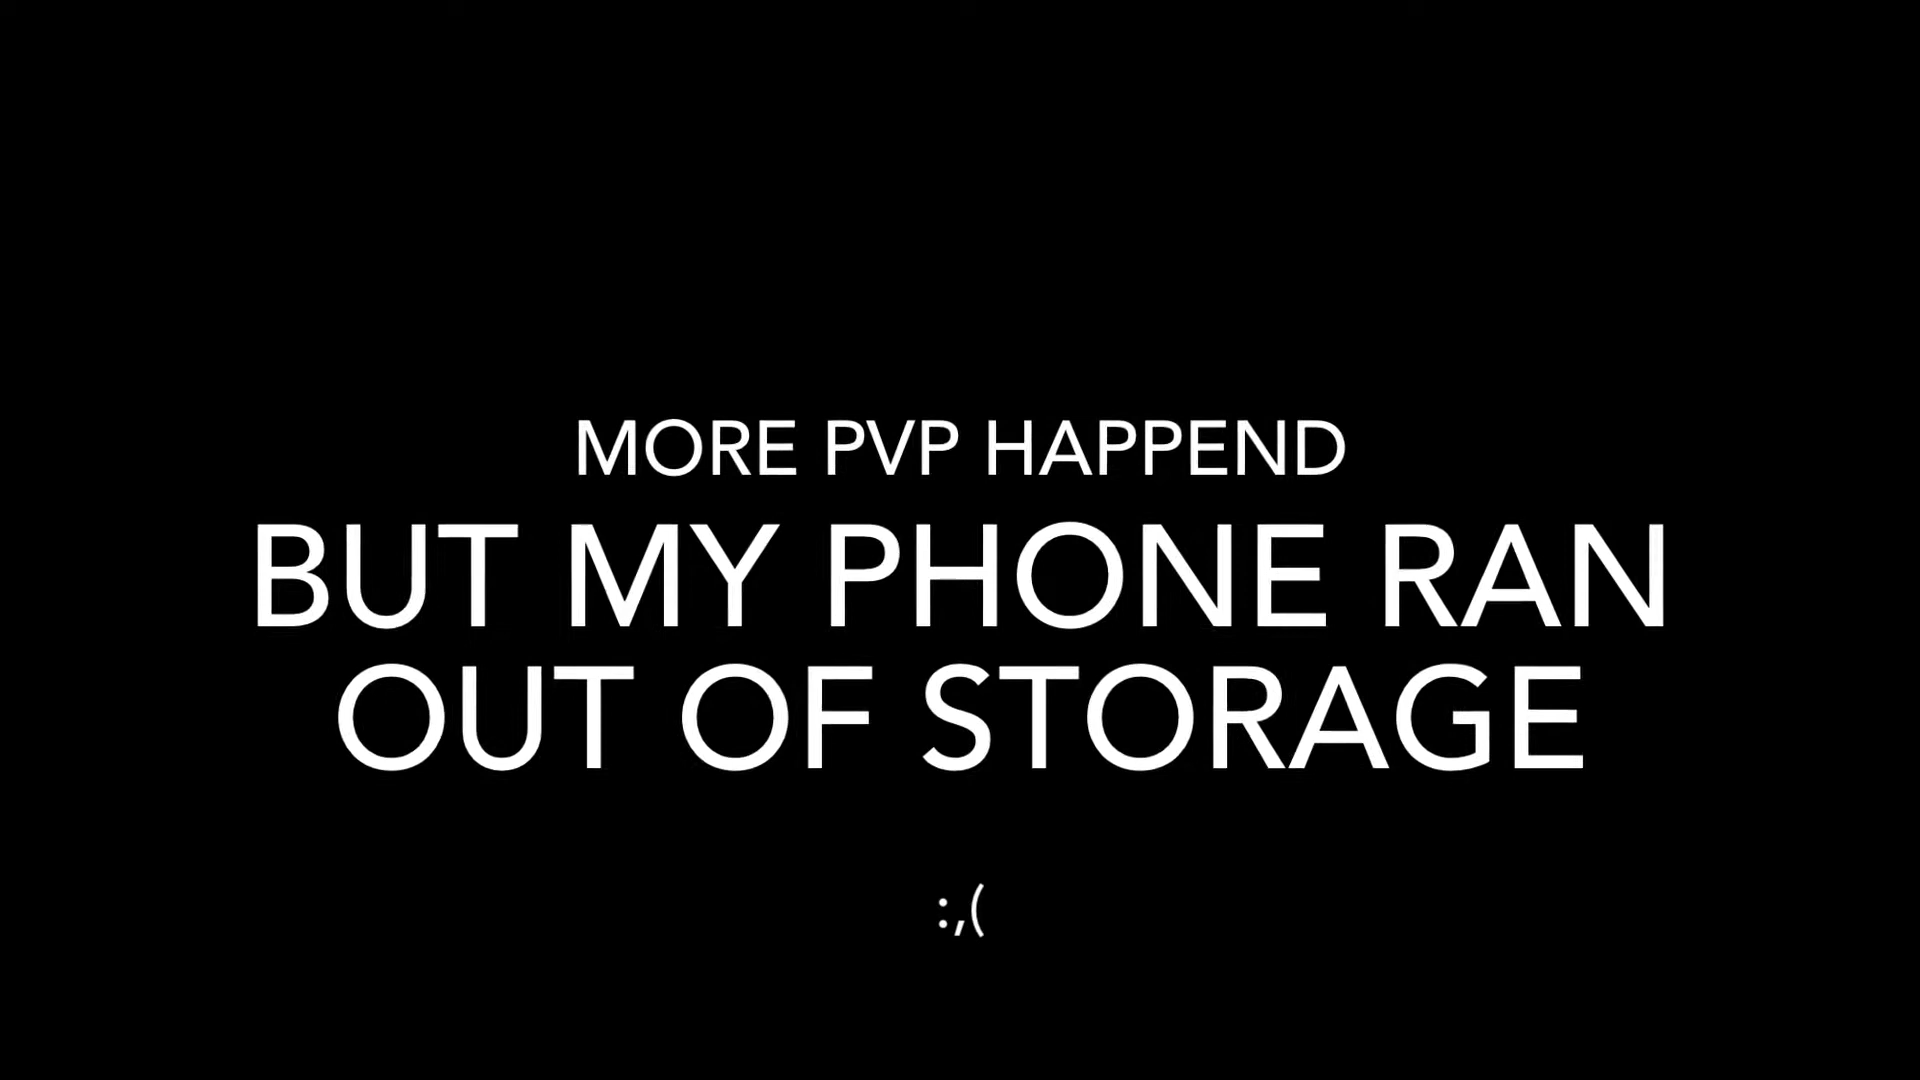 MORE PVP HAPPEND
BUT MY PHONE RAN
OUT OF STORAGE
:,(